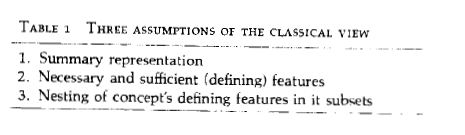 TABLE 1 THREE ASSUMPTIONS OF THE CLASSICAL VIEW
1. Summary representation
2. Necessary and sufficient (defining) features
3. Nesting of concept's defining features in it subsets